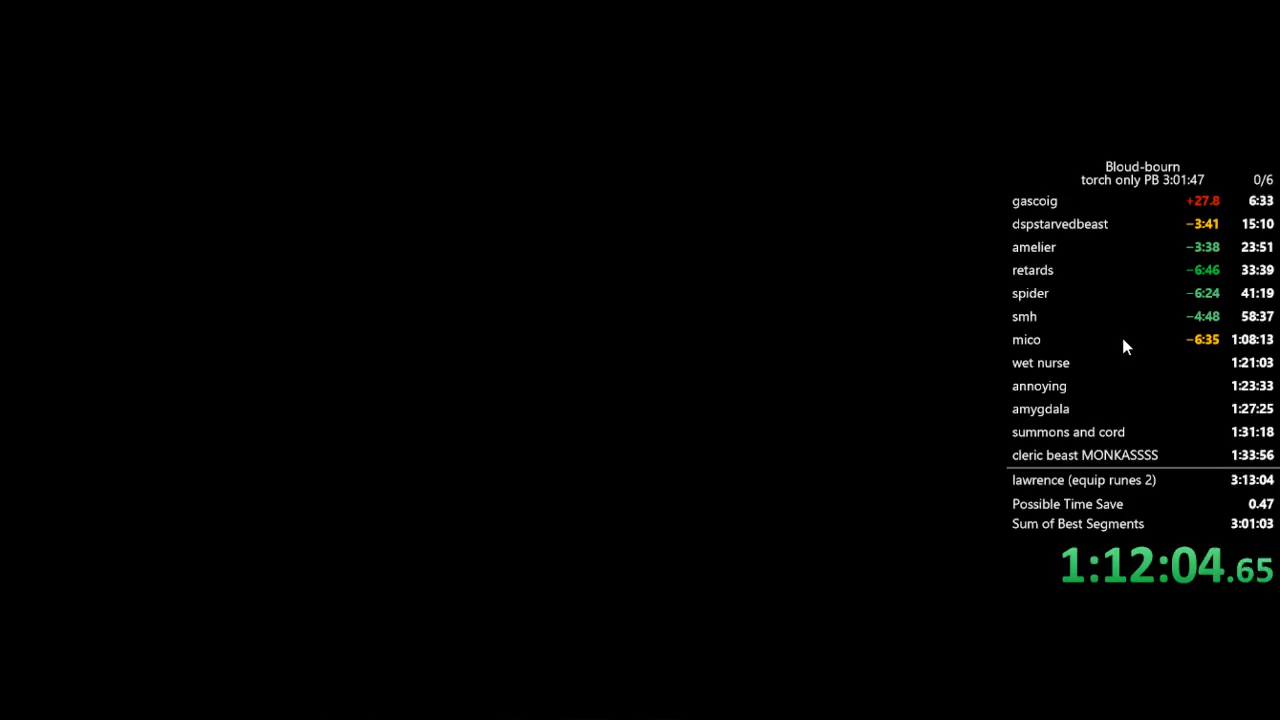 Bloud-bourn
torch only PB 3:01:47 0/6
gascoig +27.8 6:33
dspstarvedbeast −3:41 15:10
amelier −3:38 23:51
retards −6:46 33:39
spider −6:24 41:19
smh −4:48 58:37
mico −6:35 1:08:13
wet nurse 1:21:03
annoying 1:23:33
amygdala 1:27:25
summons and cord 1:31:18
cleric beast MONKASSSS 1:33:56
lawrence (equip runes 2) 3:13:04
Possible Time Save 0.47
Sum of Best Segments 3:01:03
1:12:04.65